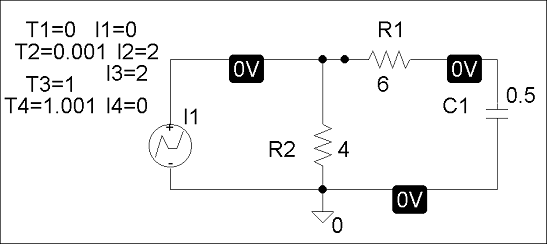 T1=0 I1=0
T2=0.001 I2=2
I3=2
T3=1
T4=1.001 I4=0
R1
0V
0V
6
0.5
C1
I1
+
-
R2
4
0V
0